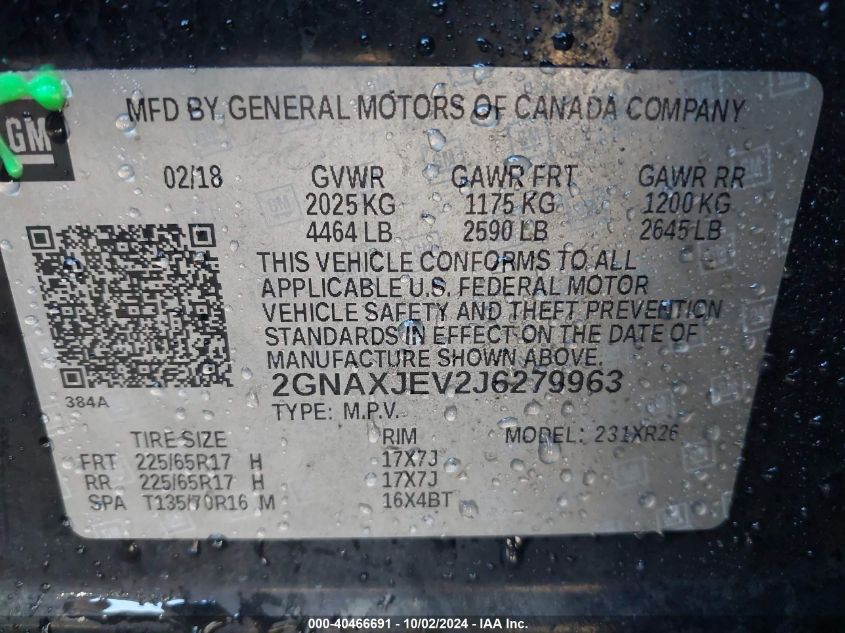 MFD BY GENERAL MOTORS OF CANADA COMPANY
GM
02/18 GVWR GAWR FRT GAWR RR
2025 KG 1175 KG 1200 KG
4464 LB 2590 LB 2645 LB
THIS VEHICLE CONFORMS TO ALL
APPLICABLE U.S. FEDERAL MOTOR
VEHICLE SAFETY AND THEFT PREVENTION
STANDARDS IN EFFECT ON THE DATE OF
MANUFACTURE SHOWN ABOVE.
2GNAXJEV2J6279963
384A
TYPE: M.P.V.
TIRE SIZE RIM MODEL: 231XR26
FRT 225/65R17 H 17X7J
RR 225/65R17 H 17X7J
SPA T135/70R16 M 16X4BT
000-40466691 - 10/02/2024 - IAA Inc.